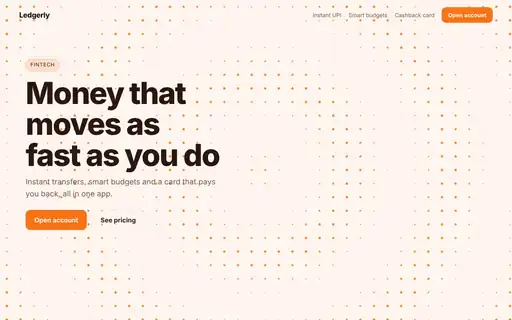 Ledgerly
Instant UPI Smart budgets Cashback card Open account
FINTECH
Money that
moves as
fast as you do
Instant transfers, smart budgets and a card that pays
you back, all in one app.
Open account See pricing